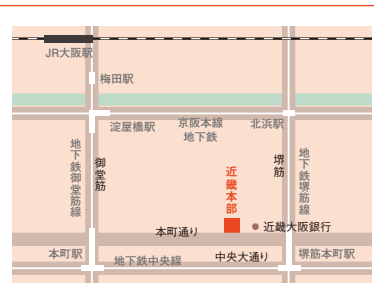 JR大阪駅
梅田駅
淀屋橋駅
京阪本線
地下鉄
北浜駅
地下鉄御堂筋線
御堂筋
近畿本部
堺筋
地下鉄堺筋線
本町通り
近畿大阪銀行
本町駅
地下鉄中央線
中央大通り
堺筋本町駅